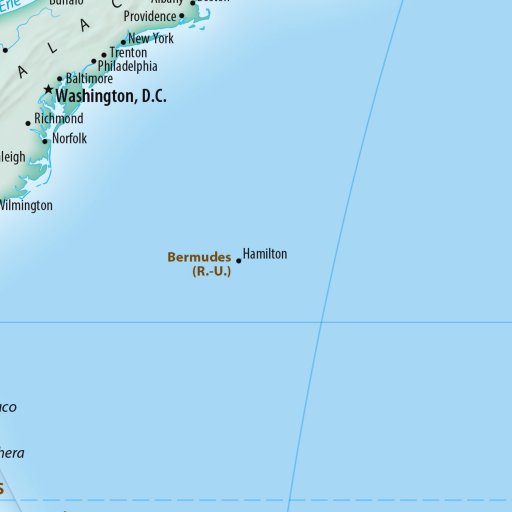 Erie
Buffalo
Albany
Boston
Providence
New York
Trenton
Philadelphia
A L A C
Baltimore
Washington, D.C.
Richmond
Norfolk
leigh
Wilmington
Bermudes
(R.-U.)
Hamilton
aco
hera
S